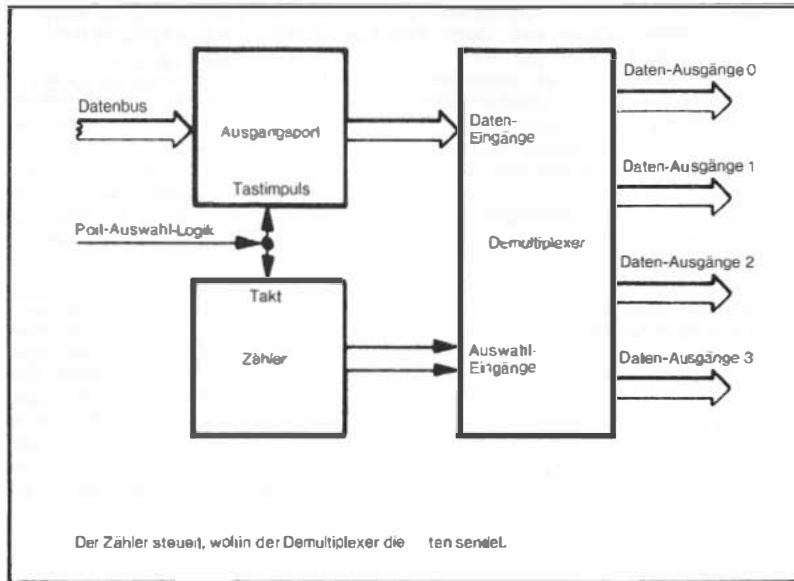 Datenbus
Ausgangsport
Tastimpuls
Port-Auswahl-Logik
Takt
Zähler
Daten-
Eingänge
Demultiplexer
Auswahl-
Eingänge
Daten-Ausgänge 0
Daten-Ausgänge 1
Daten-Ausgänge 2
Daten-Ausgänge 3
Der Zähler steuert, wohin der Demultiplexer die ten sendet.